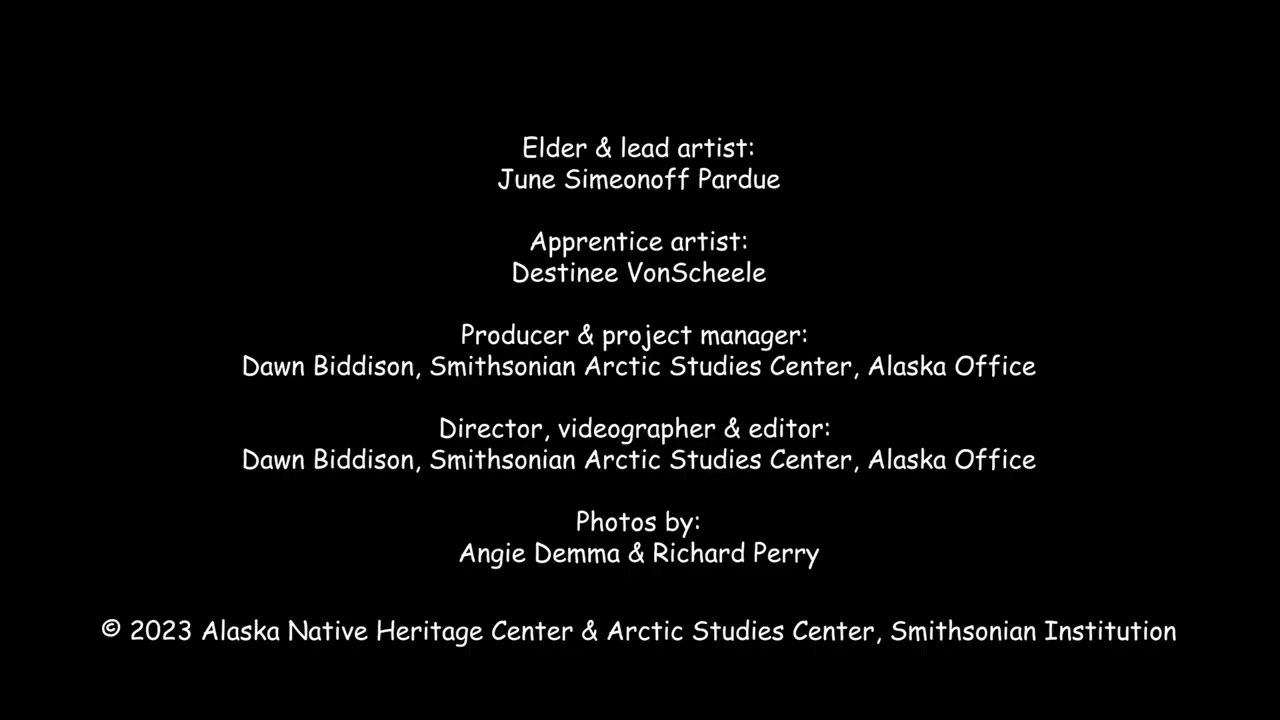 Elder & lead artist:
June Simeonoff Pardue
Apprentice artist:
Destinee VonScheele
Producer & project manager:
Dawn Biddison, Smithsonian Arctic Studies Center, Alaska Office
Director, videographer & editor:
Dawn Biddison, Smithsonian Arctic Studies Center, Alaska Office
Photos by:
Angie Demma & Richard Perry
© 2023 Alaska Native Heritage Center & Arctic Studies Center, Smithsonian Institution